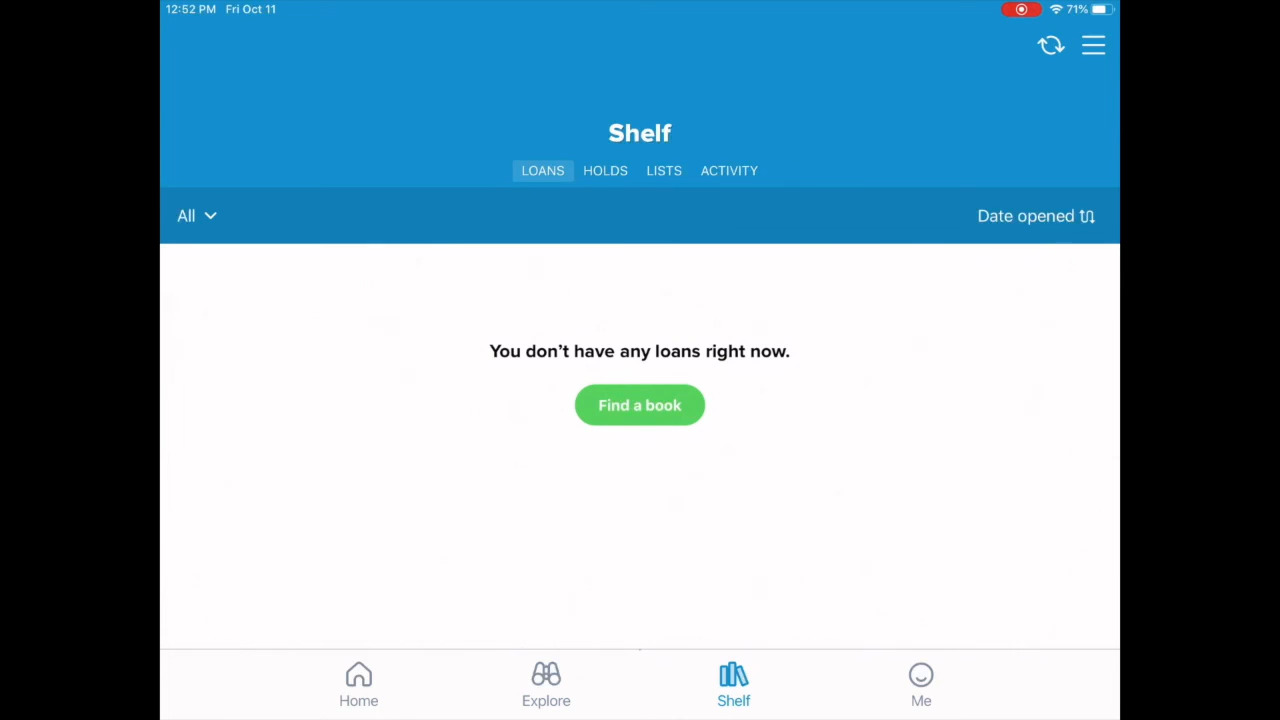 12:52 PM Fri Oct 11
71%
Shelf
LOANS HOLDS LISTS ACTIVITY
All
Date opened
You don't have any loans right now.
Find a book
Home Explore Shelf Me